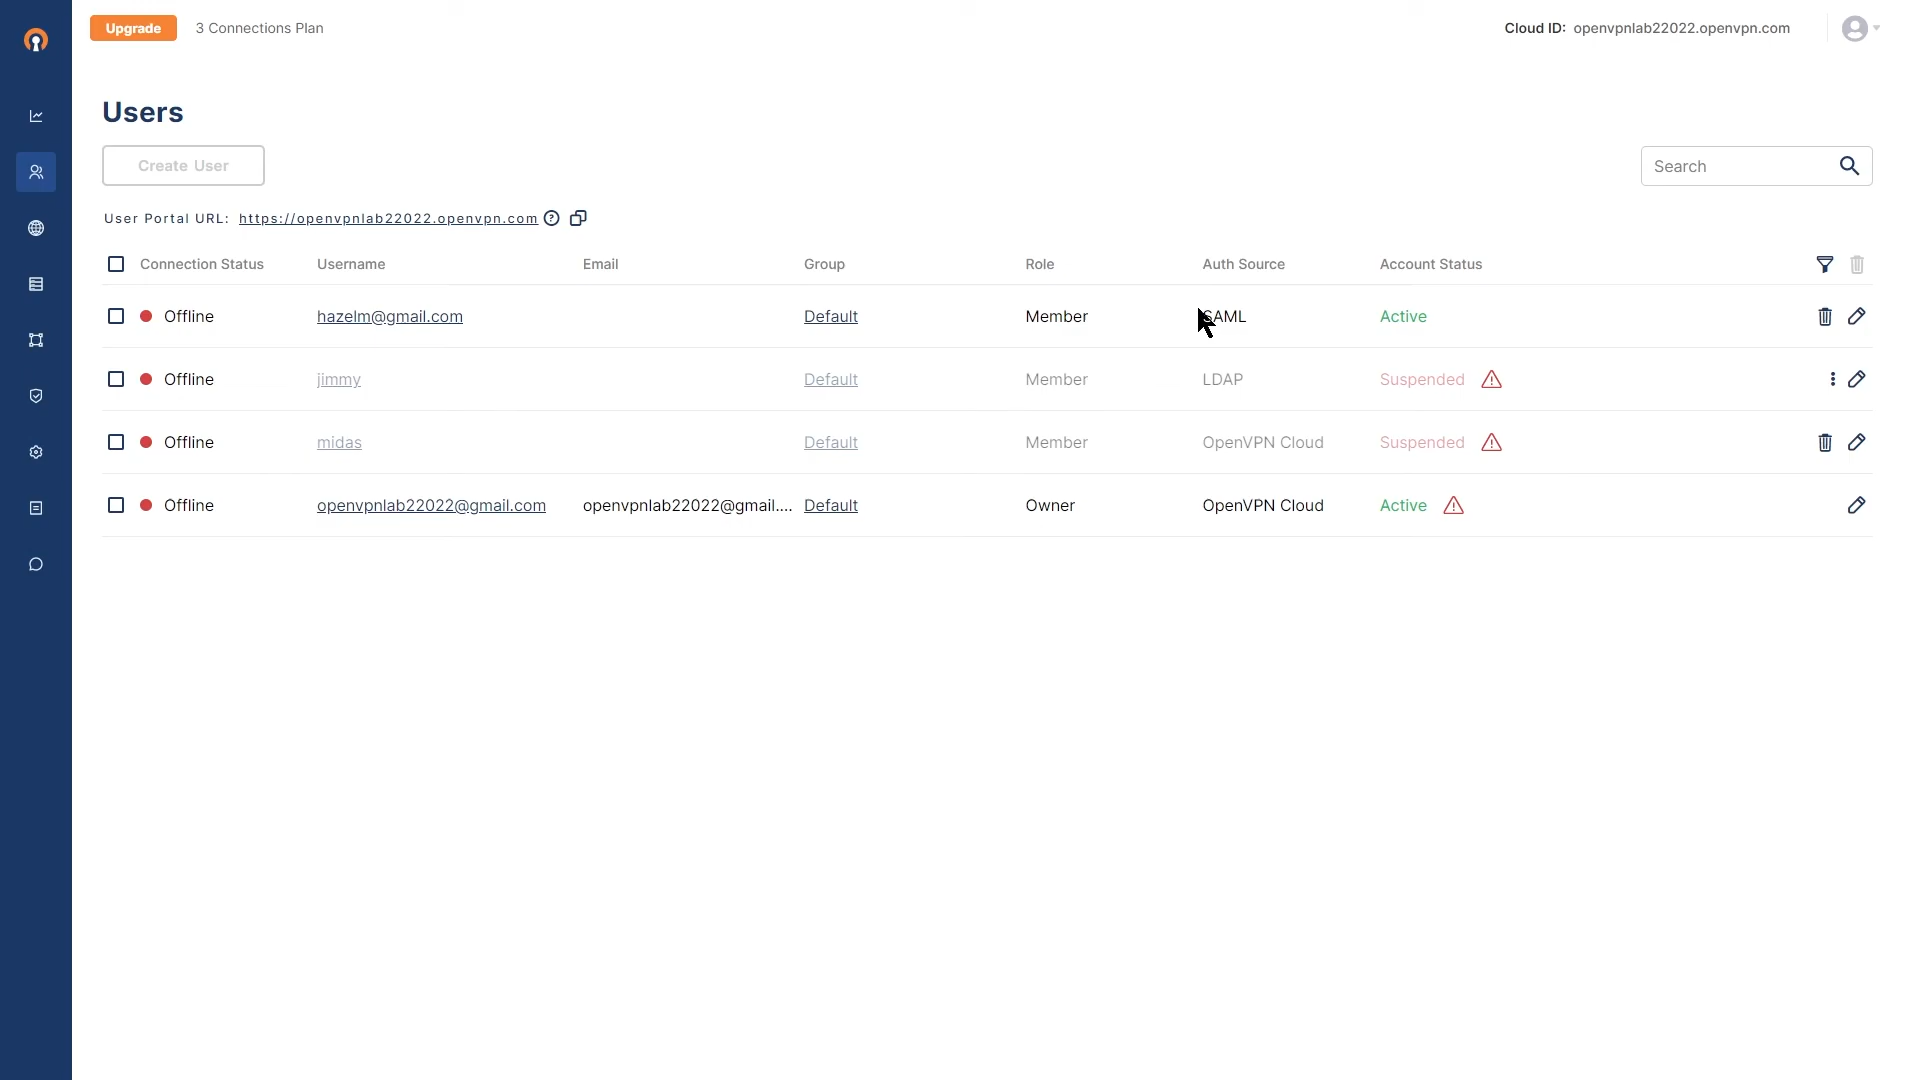 Upgrade 3 Connections Plan Cloud ID: openvpnlab22022.openvpn.com
Users
Create User Search
User Portal URL: https://openvpnlab22022.openvpn.com
Connection Status Username Email Group Role Auth Source Account Status
Offline hazelm@gmail.com Default Member SAML Active
Offline jimmy Default Member LDAP Suspended
Offline midas Default Member OpenVPN Cloud Suspended
Offline openvpnlab22022@gmail.com openvpnlab22022@gmail.... Default Owner OpenVPN Cloud Active